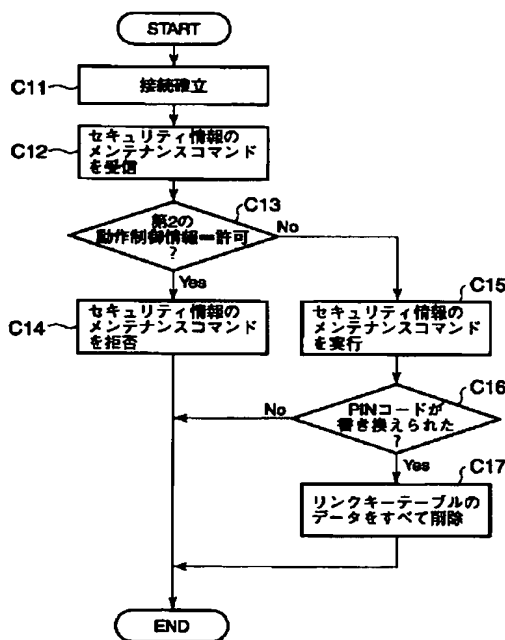 START
C11
接続確立
C12
セキュリティ情報の
メンテナンスコマンド
を受信
C13
第2の
動作制御情報=許可
?
No
Yes
C14
セキュリティ情報の
メンテナンスコマンド
を拒否
C15
セキュリティ情報の
メンテナンスコマンド
を実行
C16
PINコードが
書き換えられた
?
No
Yes
C17
リンクキーテーブルの
データをすべて削除
END